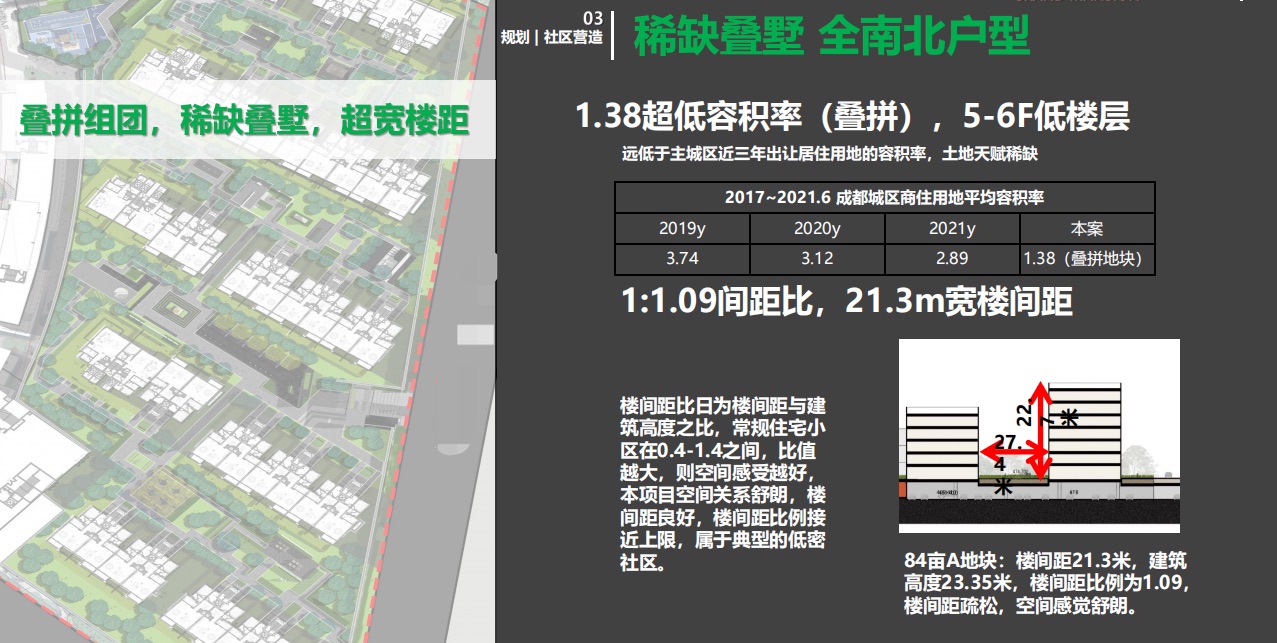 叠拼组团，稀缺叠墅，超宽楼距
03
规划 | 社区营造
稀缺叠墅 全南北户型
1.38超低容积率（叠拼），5-6F低楼层
远低于主城区近三年出让居住用地的容积率，土地天赋稀缺
2017~2021.6 成都城区商住用地平均容积率
2019y 2020y 2021y 本案
3.74 3.12 2.89 1.38（叠拼地块）
1:1.09间距比，21.3m宽楼间距
楼间距比日为楼间距与建
筑高度之比，常规住宅小
区在0.4-1.4之间，比值
越大，则空间感受越好，
本项目空间关系舒朗，楼
间距良好，楼间距比例接
近上限，属于典型的低密
社区。
22.
7
米
27.
4
米
84亩A地块：楼间距21.3米，建筑
高度23.35米，楼间距比例为1.09，
楼间距疏松，空间感觉舒朗。